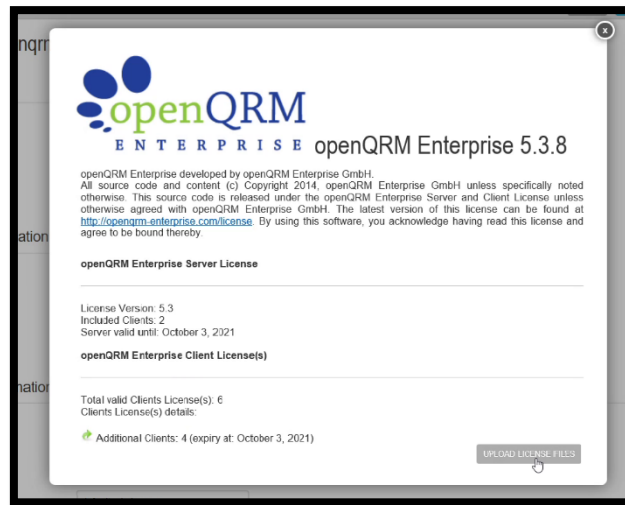 x
nqrr
openQRM
ENTERPRISE openQRM Enterprise 5.3.8
openQRM Enterprise developed by openQRM Enterprise GmbH.
All source code and content (c) Copyright 2014, openQRM Enterprise GmbH unless specifically noted
otherwise. This source code is released under the openQRM Enterprise Server and Client License unless
otherwise agreed with openQRM Enterprise GmbH. The latest version of this license can be found at
http://openqrm-enterprise.com/license. By using this software, you acknowledge having read this license and
agree to be bound thereby.
ation
openQRM Enterprise Server License
License Version: 5.3
Included Clients: 2
Server valid until: October 3, 2021
openQRM Enterprise Client License(s)
nation
Total valid Clients License(s): 6
Clients License(s) details:
Additional Clients: 4 (expiry at: October 3, 2021)
UPLOAD LICENSE FILES